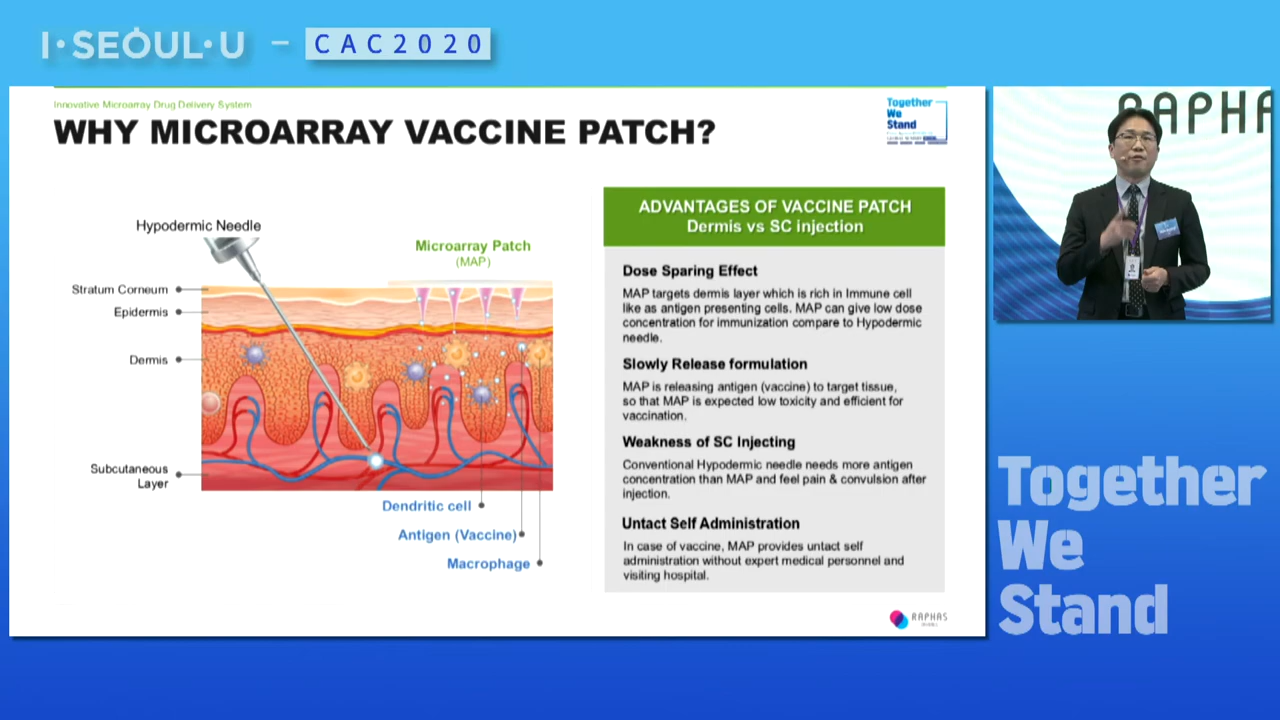 I·SEOUL·U – CAC2020
Innovative Microarray Drug Delivery System
WHY MICROARRAY VACCINE PATCH?
Together
We
Stand
Hypodermic Needle
Microarray Patch
(MAP)
Stratum Corneum
Epidermis
Dermis
Subcutaneous
Layer
Dendritic cell
Antigen (Vaccine)
Macrophage
ADVANTAGES OF VACCINE PATCH
Dermis vs SC injection
Dose Sparing Effect
MAP targets dermis layer which is rich in Immune cell
like as antigen presenting cells. MAP can give low dose
concentration for immunization compare to Hypodermic
needle.
Slowly Release formulation
MAP is releasing antigen (vaccine) to target tissue,
so that MAP is expected low toxicity and efficient for
vaccination.
Weakness of SC Injecting
Conventional Hypodermic needle needs more antigen
concentration than MAP and feel pain & convulsion after
injection.
Untact Self Administration
In case of vaccine, MAP provides untact self
administration without expert medical personnel and
visiting hospital.
RAPHAS
RAPHA
Together
We
Stand